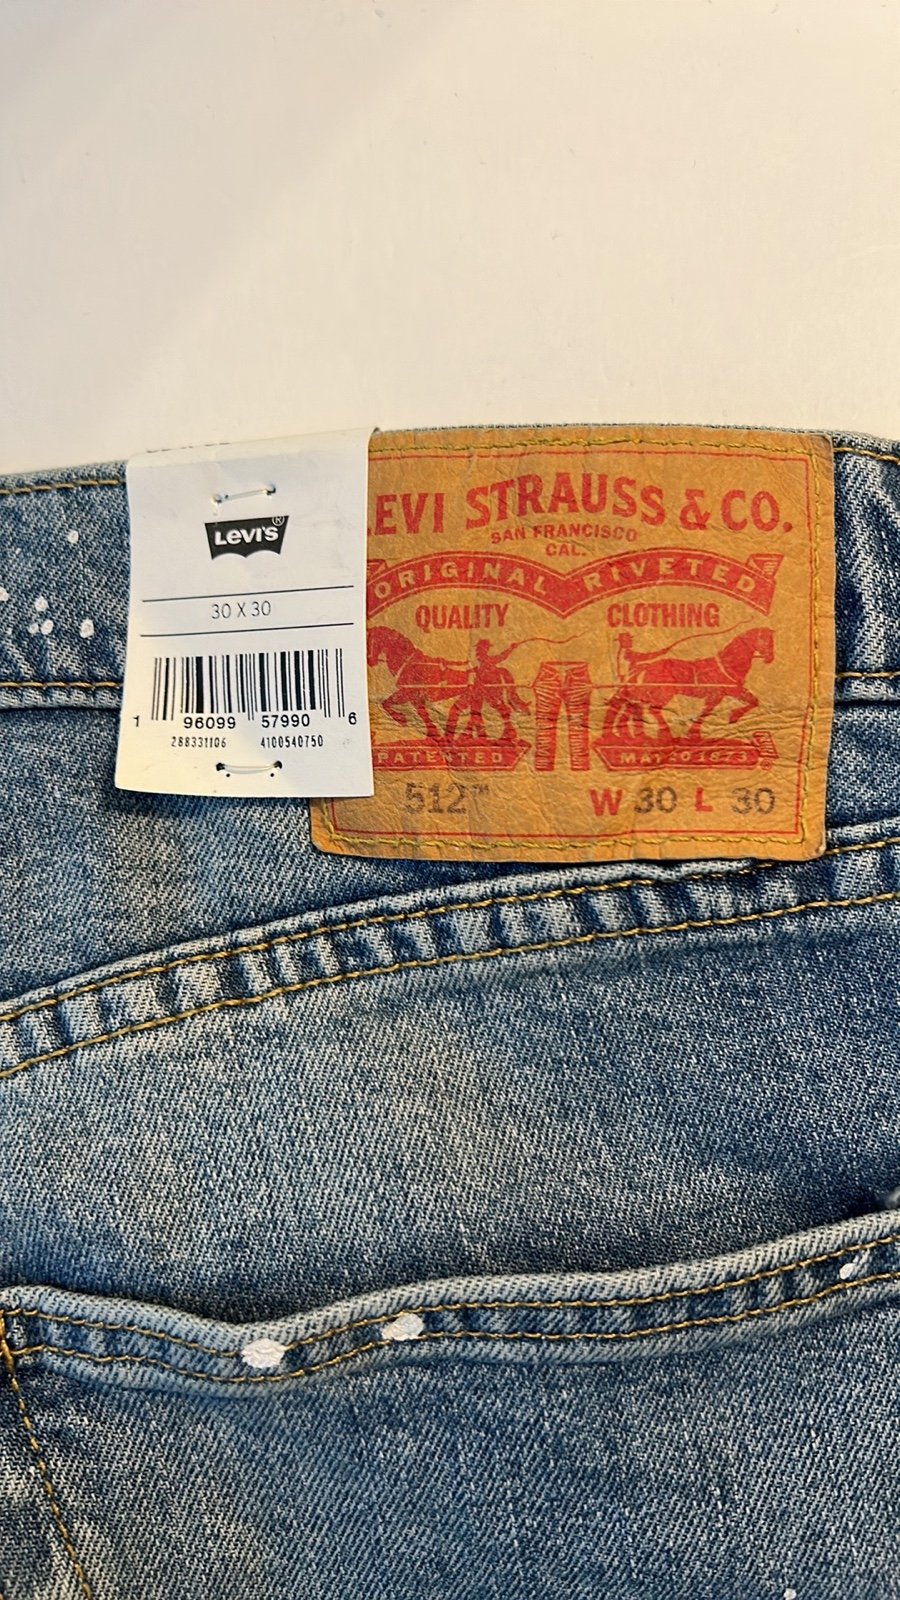 Levi's®
30 X 30
1 96099 57990 6
288331106 4100540750
LEVI STRAUSS & CO.
SAN FRANCISCO
CAL.
ORIGINAL RIVETED
QUALITY CLOTHING
PATENTED MAY 20 1873
512™ W 30 L 30